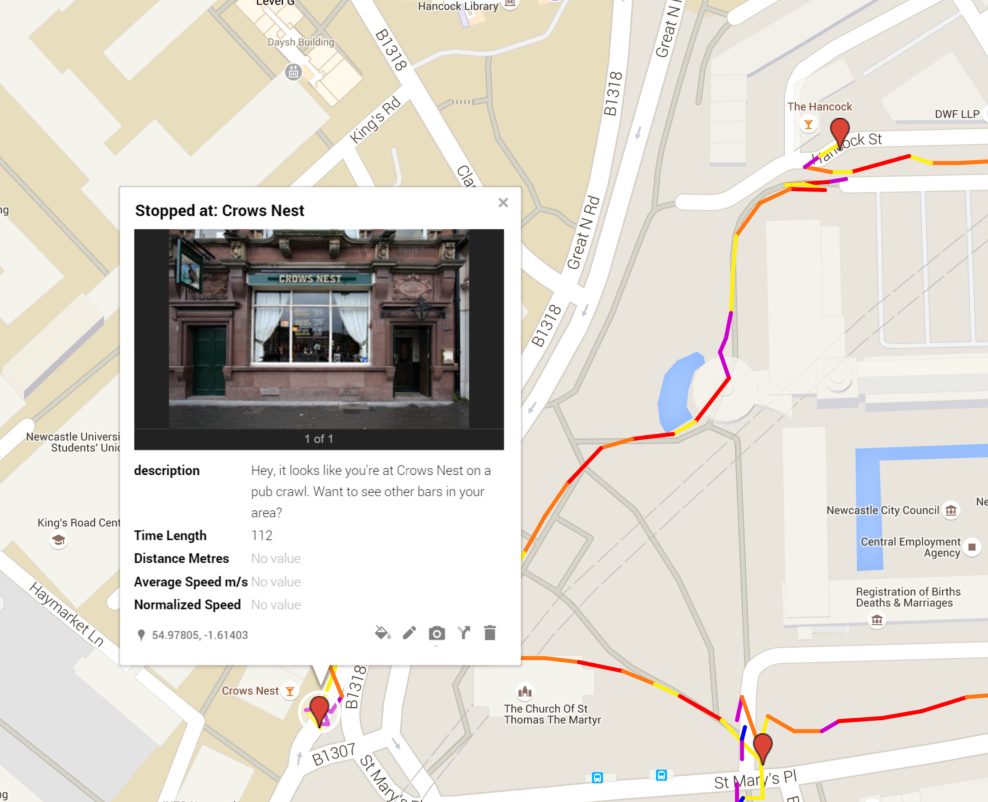 Level G
Hancock Library
Daysh Building
B1318
Great N
King's Rd
B1318
The Hancock
DWF LLP
Hancock St
Cla
Great N Rd
B1318
Stopped at: Crows Nest
CROWS NEST
1 of 1
description Hey, it looks like you're at Crows Nest on a
pub crawl. Want to see other bars in your
area?
Time Length 112
Distance Metres No value
Average Speed m/s No value
Normalized Speed No value
54.97805, -1.61403
ng
Newcastle Universi
Students' Unio
King's Road Cent
Haymarket Ln
Newcastle City Council
Ne
Central Employment
Agency
Registration of Births
Deaths & Marriages
Crows Nest
B1318
The Church Of St
Thomas The Martyr
B1307
St Mary's Pl
St Mary's Pl
ng